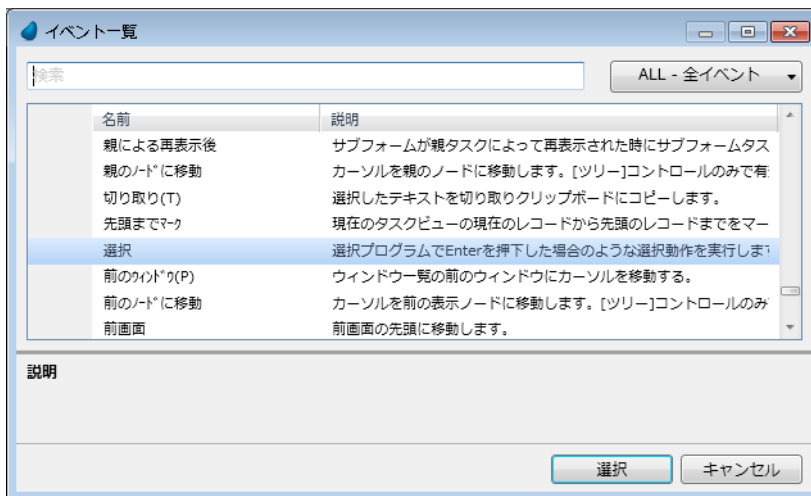 イベント一覧
検索
ALL - 全イベント
名前 説明
親による再表示後 サブフォームが親タスクによって再表示された時にサブフォームタス
親のﾉｰﾄﾞに移動 カーソルを親のノードに移動します。[ツリー]コントロールのみで有
切り取り(T) 選択したテキストを切り取りクリップボードにコピーします。
先頭までﾏｰｸ 現在のタスクビューの現在のレコードから先頭のレコードまでをマー
選択 選択プログラムでEnterを押下した場合のような選択動作を実行しま
前のｳｨﾝﾄﾞｳ(P) ウィンドウ一覧の前のウィンドウにカーソルを移動する。
前のﾉｰﾄﾞに移動 カーソルを前の表示ノードに移動します。[ツリー]コントロールのみ
前画面 前画面の先頭に移動します。
説明
選択 キャンセル